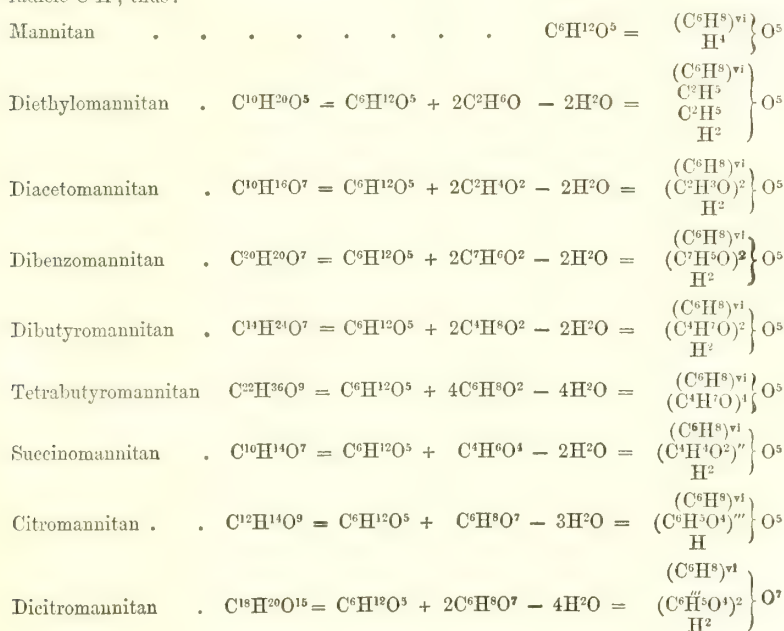 Mannitan . . . . . . . . C⁶H¹²O⁵ = (C⁶H⁸)ᵛⁱ
H⁴ } O⁵
Diethylomannitan . C¹⁰H²⁰O⁵ = C⁶H¹²O⁵ + 2C²H⁶O − 2H²O = (C⁶H⁸)ᵛⁱ
C²H⁵
C²H⁵
H² } O⁵
Diacetomannitan . C¹⁰H¹⁶O⁷ = C⁶H¹²O⁵ + 2C²H⁴O² − 2H²O = (C⁶H⁸)ᵛⁱ
(C²H³O)² } O⁵
H²
Dibenzomannitan . C²⁰H²⁰O⁷ = C⁶H¹²O⁵ + 2C⁷H⁶O² − 2H²O = (C⁶H⁸)ᵛⁱ
(C⁷H⁵O)² } O⁵
H²
Dibutyromannitan . C¹⁴H²⁴O⁷ = C⁶H¹²O⁵ + 2C⁴H⁸O² − 2H²O = (C⁶H⁸)ᵛⁱ
(C⁴H⁷O)² } O⁵
H²
Tetrabutyromannitan C²²H³⁶O⁹ = C⁶H¹²O⁵ + 4C⁶H⁸O² − 4H²O = (C⁶H⁸)ᵛⁱ
(C⁴H⁷O)⁴ } O⁵
Succinomannitan . C¹⁰H¹⁴O⁷ = C⁶H¹²O⁵ + C⁴H⁶O⁴ − 2H²O = (C⁶H⁸)ᵛⁱ
(C⁴H⁴O²)″ } O⁵
H²
Citromannitan . . C¹²H¹⁴O⁹ = C⁶H¹²O⁵ + C⁶H⁸O⁷ − 3H²O = (C⁶H⁸)ᵛⁱ
(C⁶H⁵O⁴)‴ } O⁵
H
Dicitromannitan . C¹⁸H²⁰O¹⁵ = C⁶H¹²O⁵ + 2C⁶H⁸O⁷ − 4H²O = (C⁶H⁸)ᵛⁱ
‴
(C⁶H⁵O⁴)² } O⁷
H²